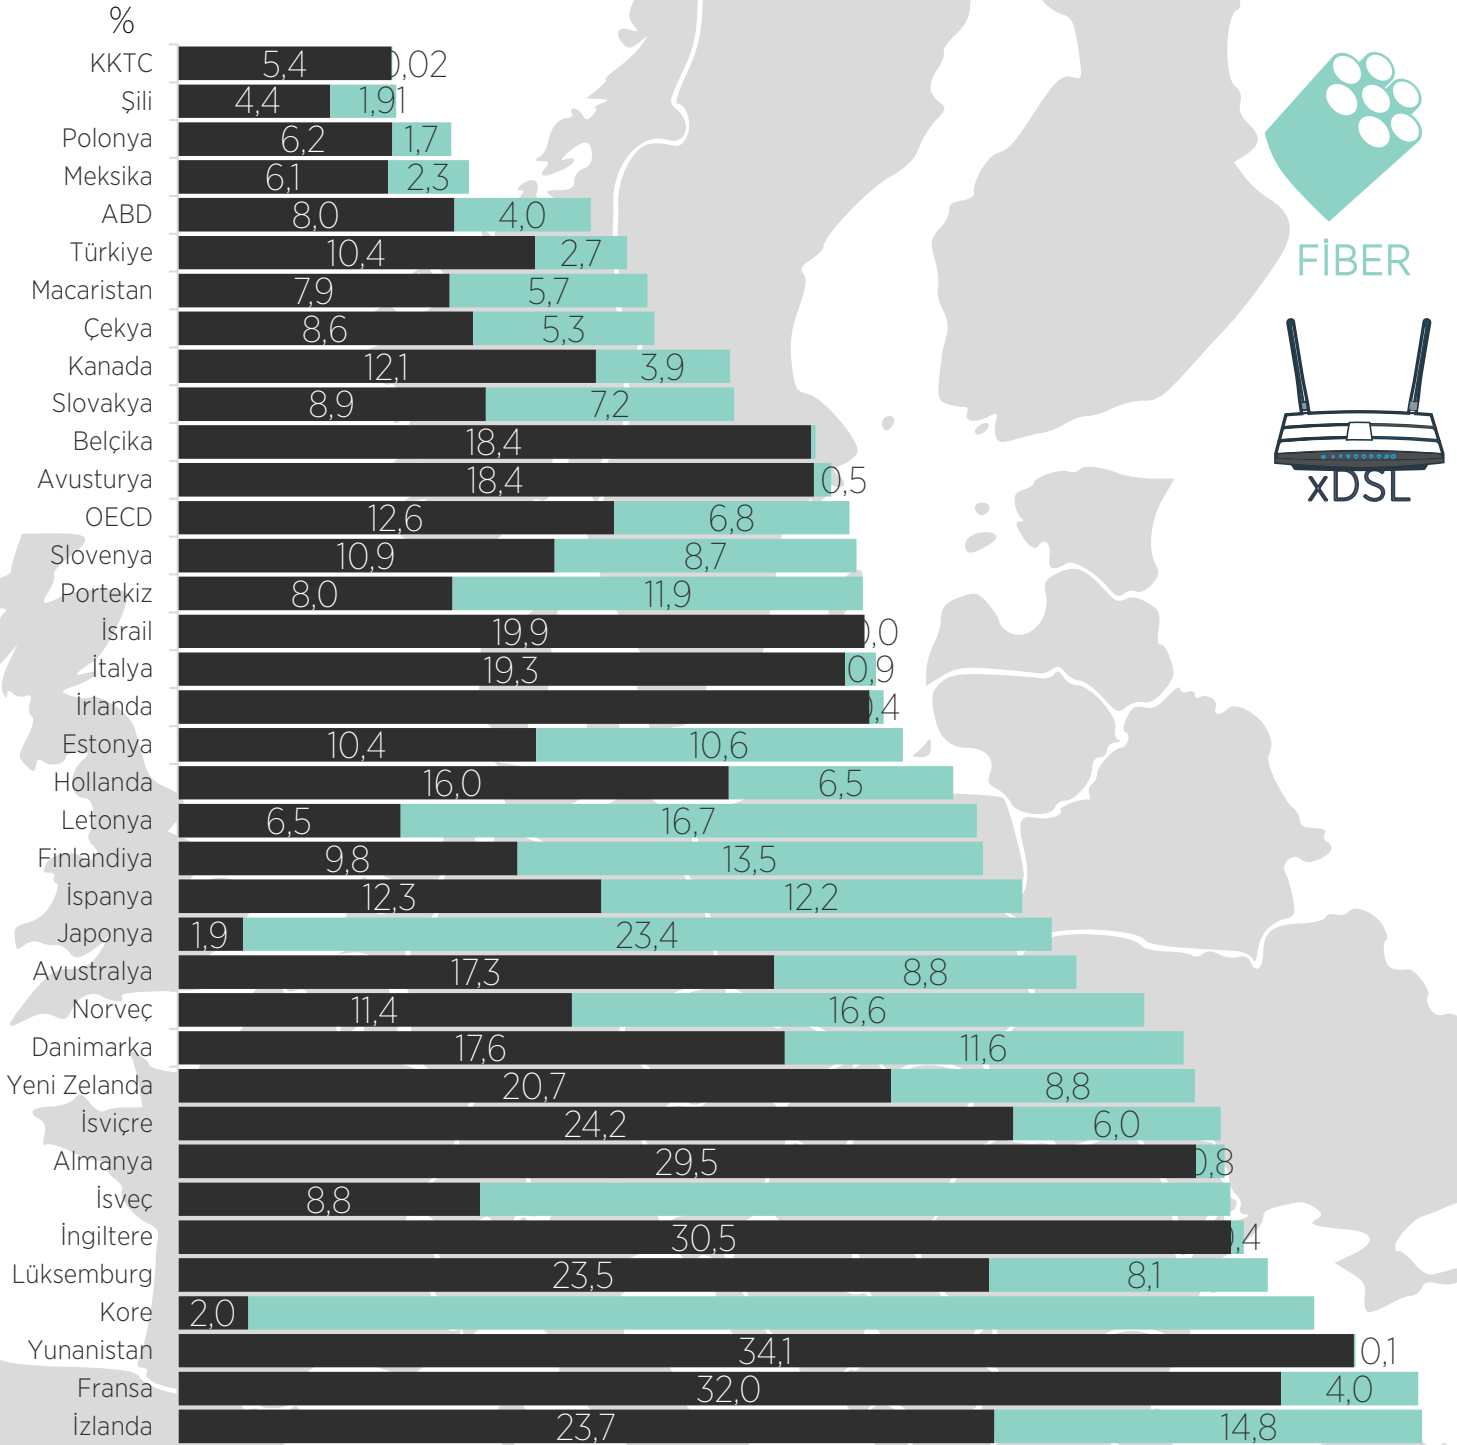 %
KKTC 5,4 0,02
Şili 4,4 1,91
Polonya 6,2 1,7
Meksika 6,1 2,3
ABD 8,0 4,0
Türkiye 10,4 2,7
Macaristan 7,9 5,7
Çekya 8,6 5,3
Kanada 12,1 3,9
Slovakya 8,9 7,2
Belçika 18,4
Avusturya 18,4 0,5
OECD 12,6 6,8
Slovenya 10,9 8,7
Portekiz 8,0 11,9
İsrail 19,9 0,0
İtalya 19,3 0,9
İrlanda 0,4
Estonya 10,4 10,6
Hollanda 16,0 6,5
Letonya 6,5 16,7
Finlandiya 9,8 13,5
İspanya 12,3 12,2
Japonya 1,9 23,4
Avustralya 17,3 8,8
Norveç 11,4 16,6
Danimarka 17,6 11,6
Yeni Zelanda 20,7 8,8
İsviçre 24,2 6,0
Almanya 29,5 0,8
İsveç 8,8
İngiltere 30,5 0,4
Lüksemburg 23,5 8,1
Kore 2,0
Yunanistan 34,1 0,1
Fransa 32,0 4,0
İzlanda 23,7 14,8
FİBER
xDSL